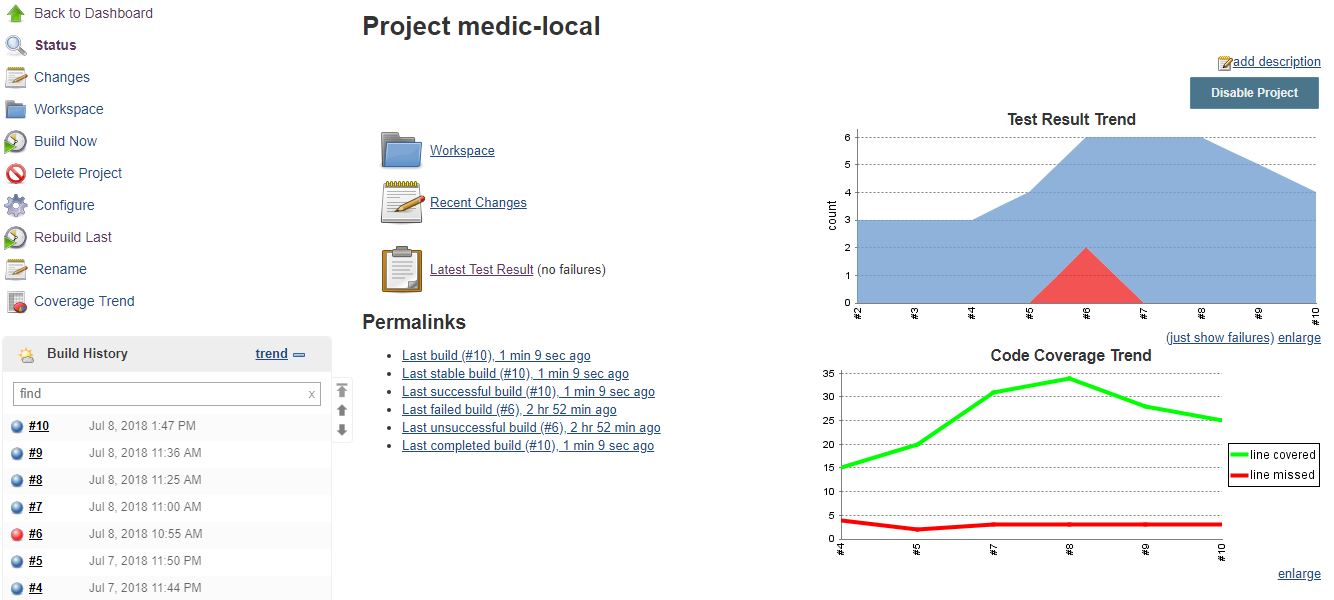 Back to Dashboard
Status
Changes
Workspace
Build Now
Delete Project
Configure
Rebuild Last
Rename
Coverage Trend
Build History
trend
find
x
#10 Jul 8, 2018 1:47 PM
#9 Jul 8, 2018 11:36 AM
#8 Jul 8, 2018 11:25 AM
#7 Jul 8, 2018 11:00 AM
#6 Jul 8, 2018 10:55 AM
#5 Jul 7, 2018 11:50 PM
#4 Jul 7, 2018 11:44 PM
Project medic-local
Workspace
Recent Changes
Latest Test Result (no failures)
Permalinks
Last build (#10), 1 min 9 sec ago
Last stable build (#10), 1 min 9 sec ago
Last successful build (#10), 1 min 9 sec ago
Last failed build (#6), 2 hr 52 min ago
Last unsuccessful build (#6), 2 hr 52 min ago
Last completed build (#10), 1 min 9 sec ago
add description
Disable Project
Test Result Trend
count
6
5
4
3
2
1
0
#2 #3 #4 #5 #6 #7 #8 #9 #10
(just show failures) enlarge
Code Coverage Trend
35
30
25
20
15
10
5
0
#4 #5 #7 #8 #9 #10
line covered
line missed
enlarge